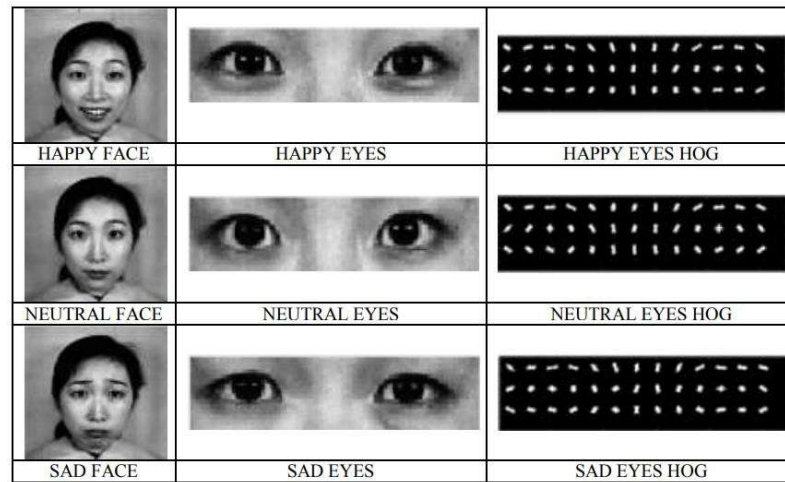 HAPPY FACE HAPPY EYES HAPPY EYES HOG
NEUTRAL FACE NEUTRAL EYES NEUTRAL EYES HOG
SAD FACE SAD EYES SAD EYES HOG